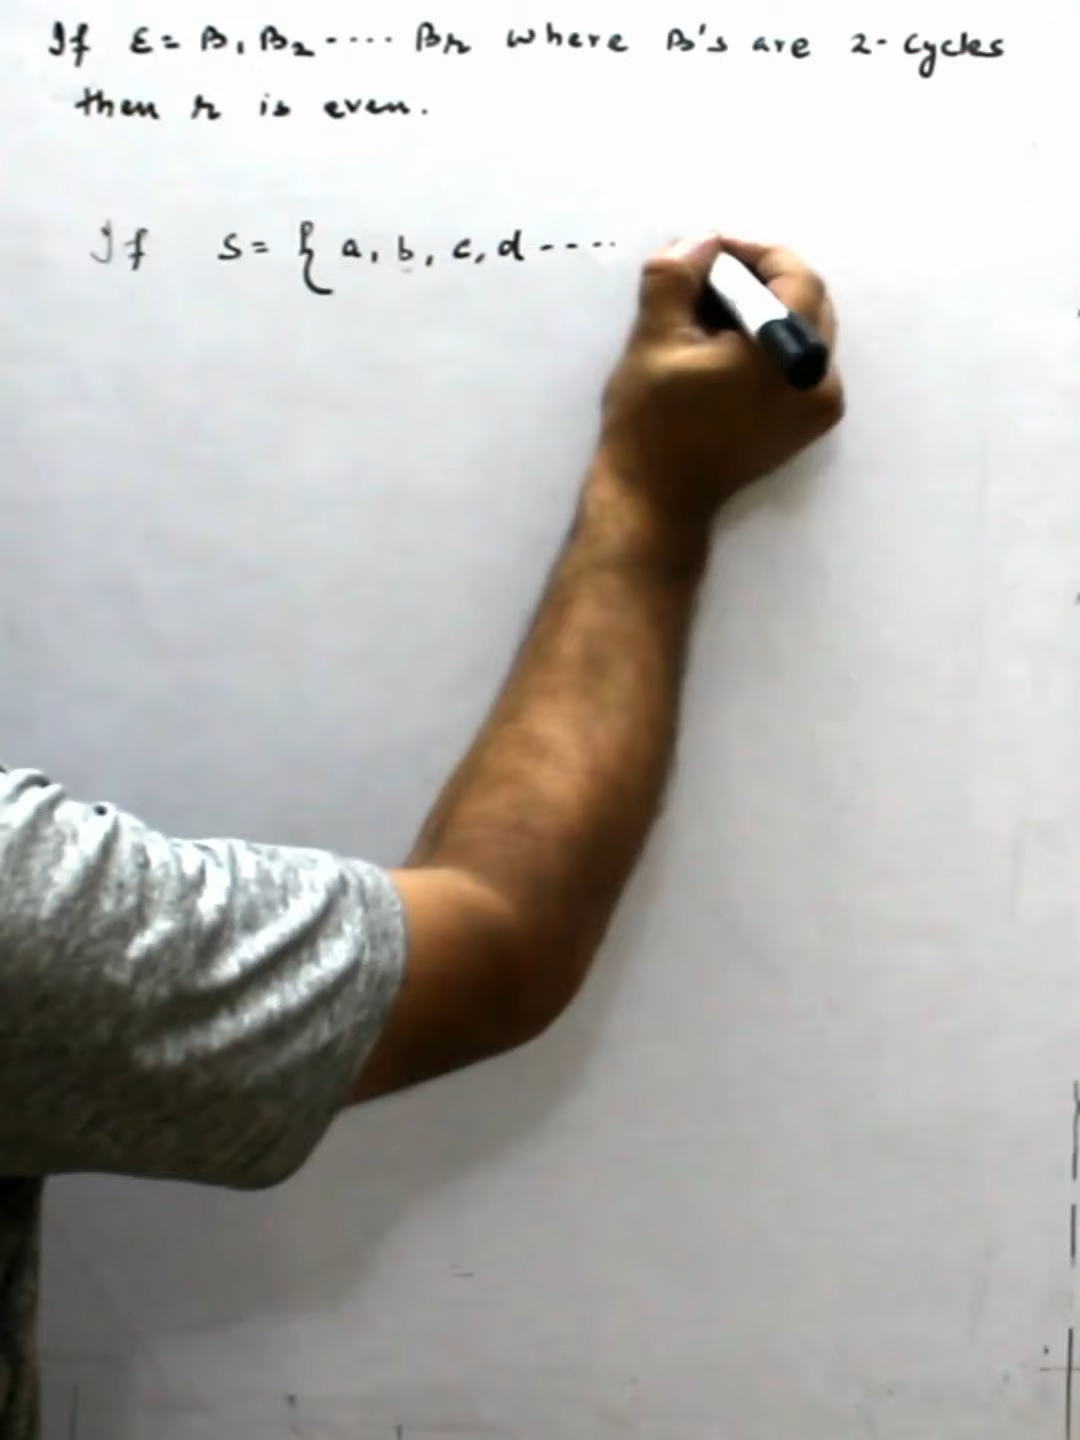 If ε = β₁ β₂ ---- βr where β's are 2-cycles
then r is even.
If S = { a, b, c, d ----